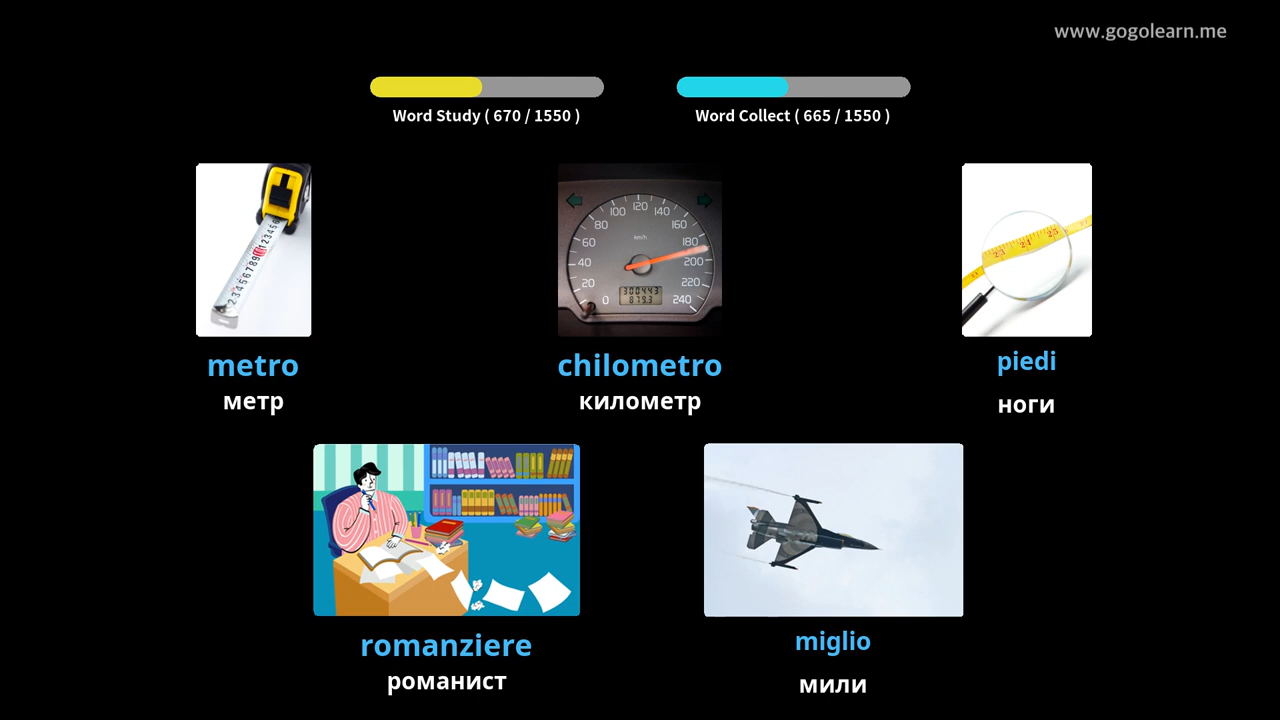 www.gogolearn.me
Word Study ( 670 / 1550 )
Word Collect ( 665 / 1550 )
metro
метр
chilometro
километр
piedi
ноги
romanziere
романист
miglio
мили